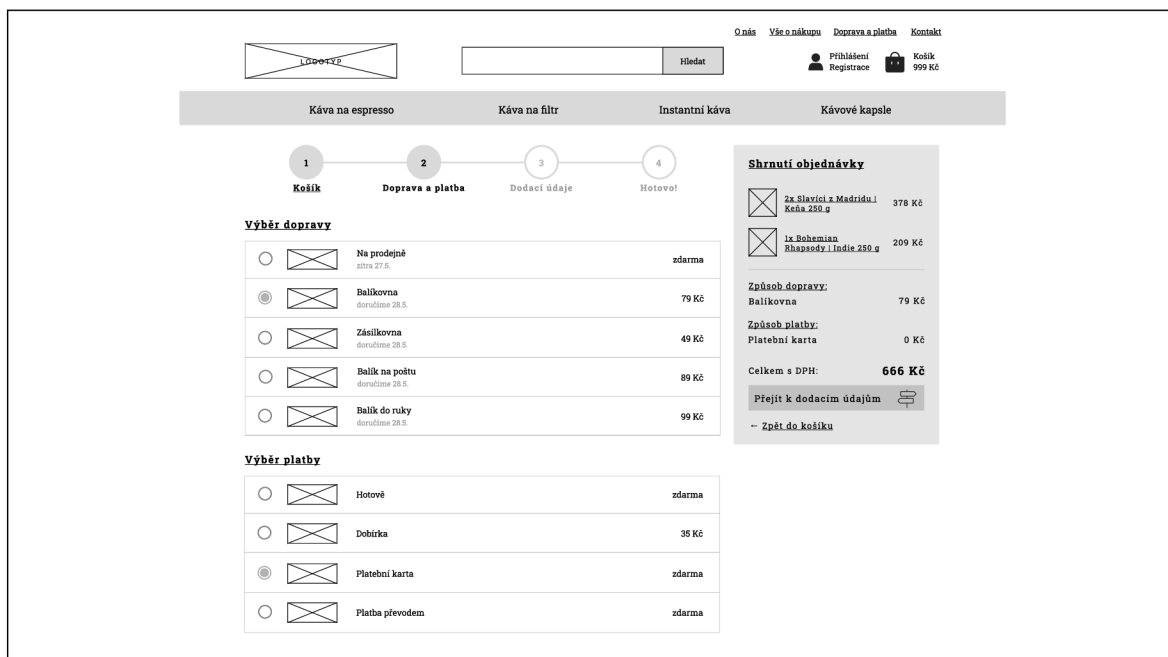 O nás Vše o nákupu Doprava a platba Kontakt
LOGOTYP
Hledat
Přihlášení
Registrace
Košík
999 Kč
Káva na espresso Káva na filtr Instantní káva Kávové kapsle
1 2 3 4
Košík Doprava a platba Dodací údaje Hotovo!
Výběr dopravy
Na prodejně zdarma
zítra 27.5.
Balíkovna 79 Kč
doručíme 28.5.
Zásilkovna 49 Kč
doručíme 28.5.
Balík na poštu 89 Kč
doručíme 28.5.
Balík do ruky 99 Kč
doručíme 28.5.
Výběr platby
Hotově zdarma
Dobírka 35 Kč
Platební karta zdarma
Platba převodem zdarma
Shrnutí objednávky
2x Slavíci z Madridu |
Keňa 250 g 378 Kč
1x Bohemian
Rhapsody | Indie 250 g 209 Kč
Způsob dopravy:
Balíkovna 79 Kč
Způsob platby:
Platební karta 0 Kč
Celkem s DPH: 666 Kč
Přejít k dodacím údajům
← Zpět do košíku